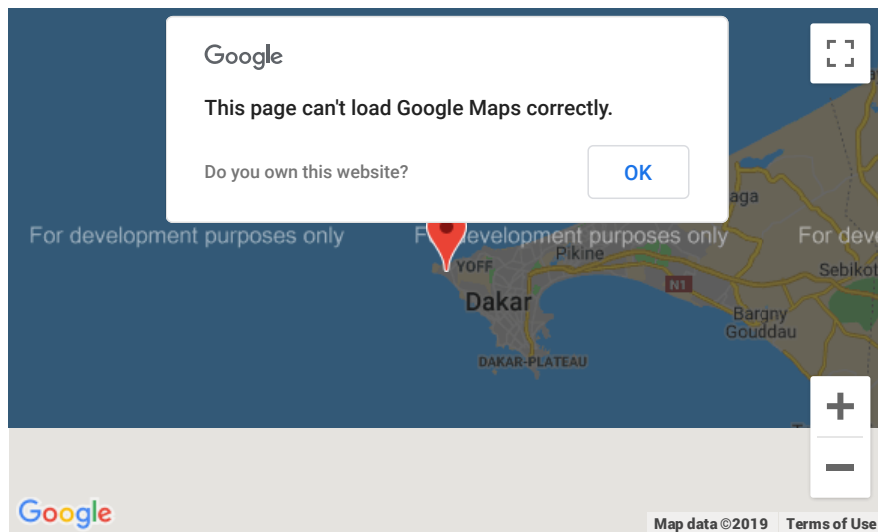 Google
This page can't load Google Maps correctly.
Do you own this website?
OK
aga
For development purposes only
development purposes only
For deve
YOFF
Pikine
Sebikot
N1
Dakar
Bargny
Gouddau
DAKAR-PLATEAU
Google
Map data ©2019
Terms of Use